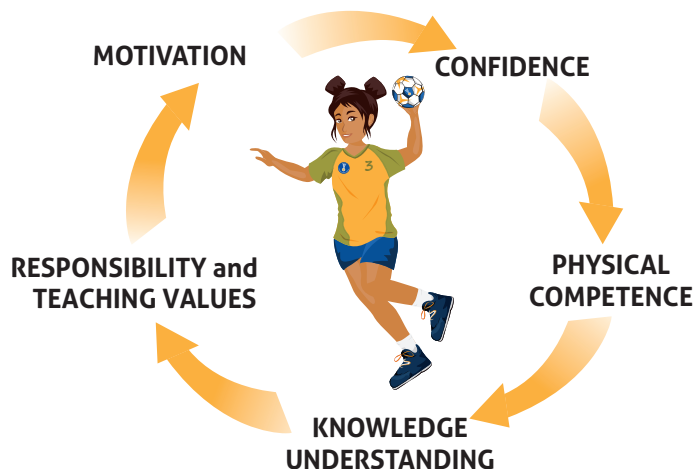 MOTIVATION
CONFIDENCE
3
RESPONSIBILITY and
TEACHING VALUES
PHYSICAL
COMPETENCE
KNOWLEDGE
UNDERSTANDING